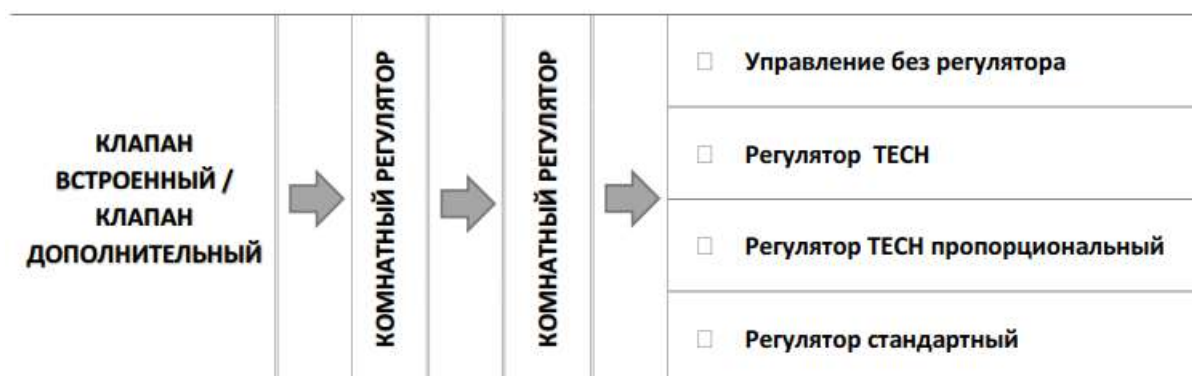 КЛАПАН
ВСТРОЕННЫЙ /
КЛАПАН
ДОПОЛНИТЕЛЬНЫЙ
КОМНАТНЫЙ РЕГУЛЯТОР
КОМНАТНЫЙ РЕГУЛЯТОР
Управление без регулятора
Регулятор TECH
Регулятор TECH пропорциональный
Регулятор стандартный